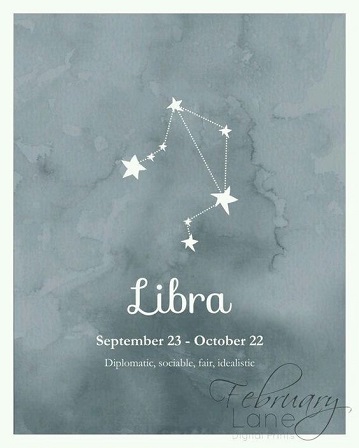 Libra
September 23 - October 22
Diplomatic, sociable, fair, idealistic
February
Lane
Digital Prints